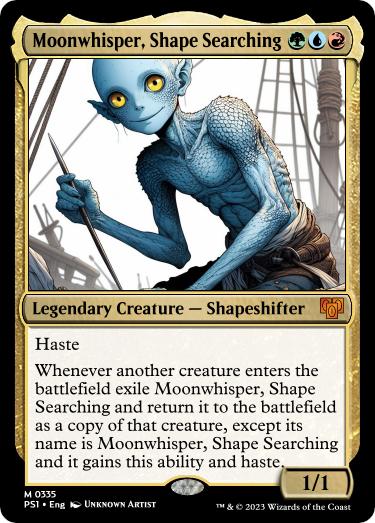 Moonwhisper, Shape Searching
Legendary Creature — Shapeshifter
Haste
Whenever another creature enters the
battlefield exile Moonwhisper, Shape
Searching and return it to the battlefield
as a copy of that creature, except its
name is Moonwhisper, Shape Searching
and it gains this ability and haste.
1/1
M 0335
PS1 • Eng Unknown Artist ™ & © 2023 Wizards of the Coast